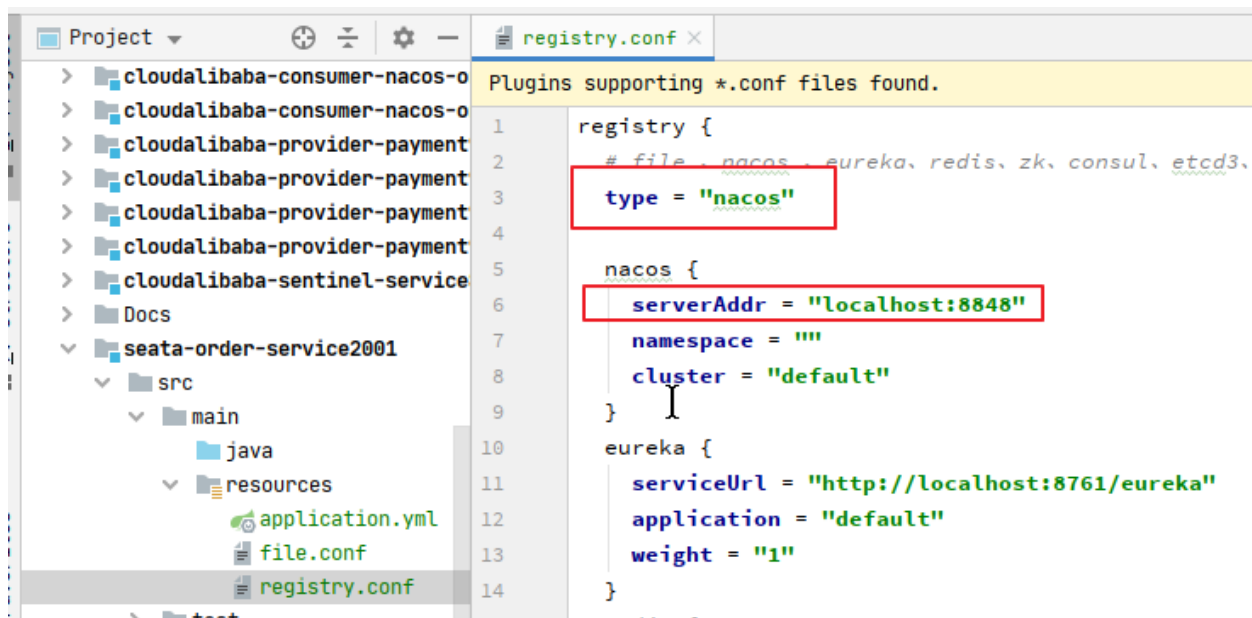 Project
registry.conf
cloudalibaba-consumer-nacos-o
cloudalibaba-consumer-nacos-o
cloudalibaba-provider-payment
cloudalibaba-provider-payment
cloudalibaba-provider-payment
cloudalibaba-provider-payment
cloudalibaba-sentinel-service
Docs
seata-order-service2001
src
main
java
resources
application.yml
file.conf
registry.conf
Plugins supporting *.conf files found.
1 registry {
2 # file 、nacos 、eureka、redis、zk、consul、etcd3、
3 type = "nacos"
4
5 nacos {
6 serverAddr = "localhost:8848"
7 namespace = ""
8 cluster = "default"
9 }
10 eureka {
11 serviceUrl = "http://localhost:8761/eureka"
12 application = "default"
13 weight = "1"
14 }